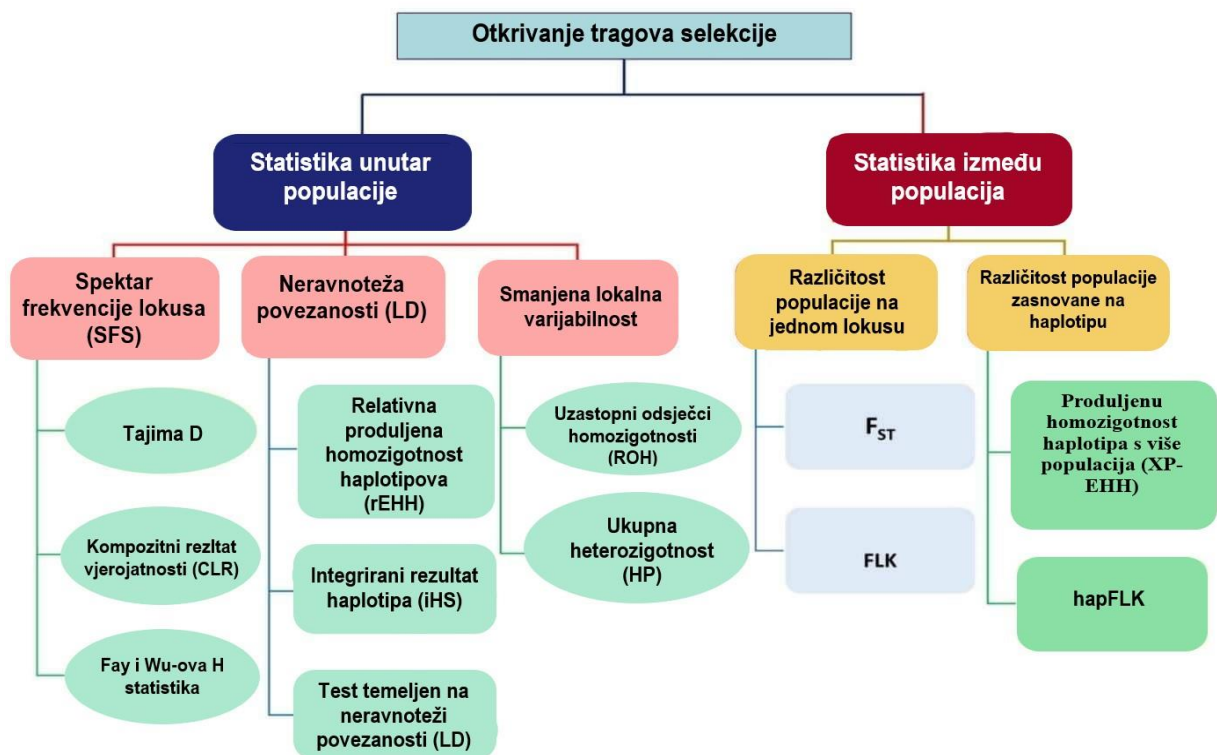 Otkrivanje tragova selekcije
Statistika unutar
populacije
Statistika između
populacija
Spektar
frekvencije lokusa
(SFS)
Neravnoteža
povezanosti (LD)
Smanjena lokalna
varijabilnost
Različitost
populacije na
jednom lokusu
Različitost populacije
zasnovane na
haplotipu
Tajima D
Kompozitni rezltat
vjerojatnosti (CLR)
Fay i Wu-ova H
statistika
Relativna
produljena
homozigotnost
haplotipova
(rEHH)
Integrirani rezultat
haplotipa (iHS)
Test temeljen na
neravnoteži
povezanosti (LD)
Uzastopni odsječci
homozigotnosti
(ROH)
Ukupna
heterozigotnost
(HP)
FST
FLK
Produljenu
homozigotnost
haplotipa s više
populacija (XP-
EHH)
hapFLK